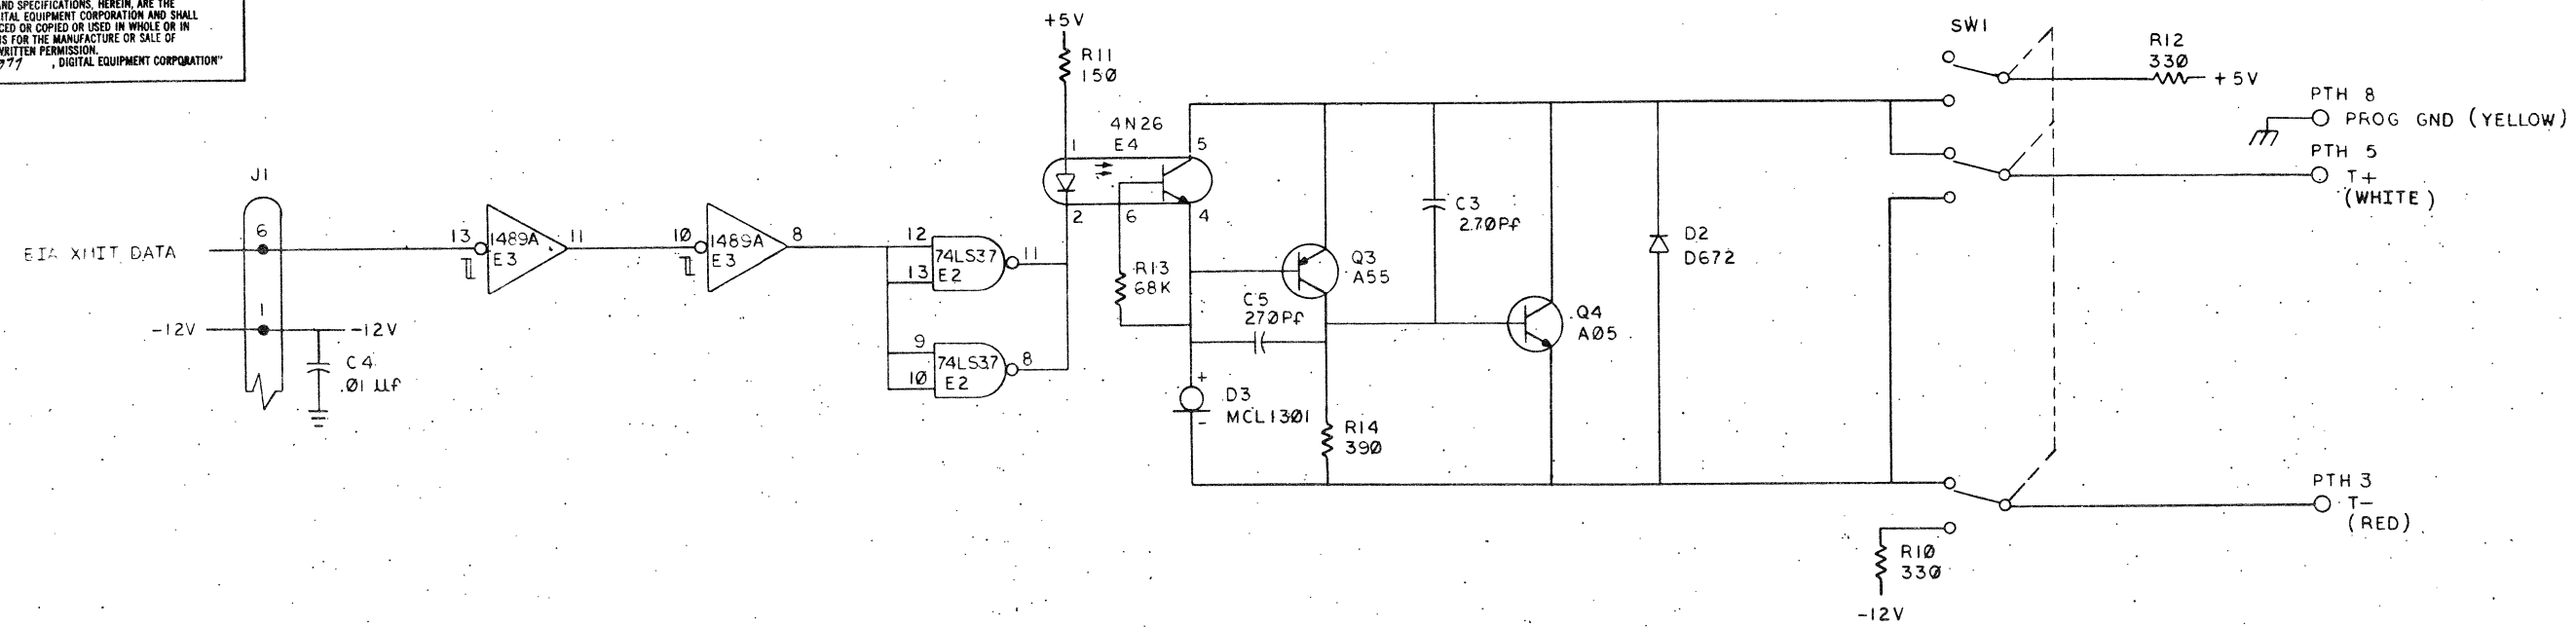 AND SPECIFICATIONS, HEREIN, ARE THE
ITAL EQUIPMENT CORPORATION AND SHALL
CED OR COPIED OR USED IN WHOLE OR IN
IS FOR THE MANUFACTURE OR SALE OF
WRITTEN PERMISSION.
, DIGITAL EQUIPMENT CORPORATION"
+5V
R11
150
4N26
E4
1
5
2
6
4
J1
6
EIA XMIT DATA
1
-12V
-12V
C4
.01 µf
13
1489A
E3
11
10
1489A
E3
8
12
13
74LS37
E2
11
9
10
74LS37
E2
8
R13
68K
C5
270Pf
+
D3
MCL1301
-
Q3
A55
R14
390
C3
270Pf
Q4
A05
D2
D672
SW1
R12
330
+5V
PTH 8
PROG GND (YELLOW)
PTH 5
T+
(WHITE)
PTH 3
T-
(RED)
R10
330
-12V